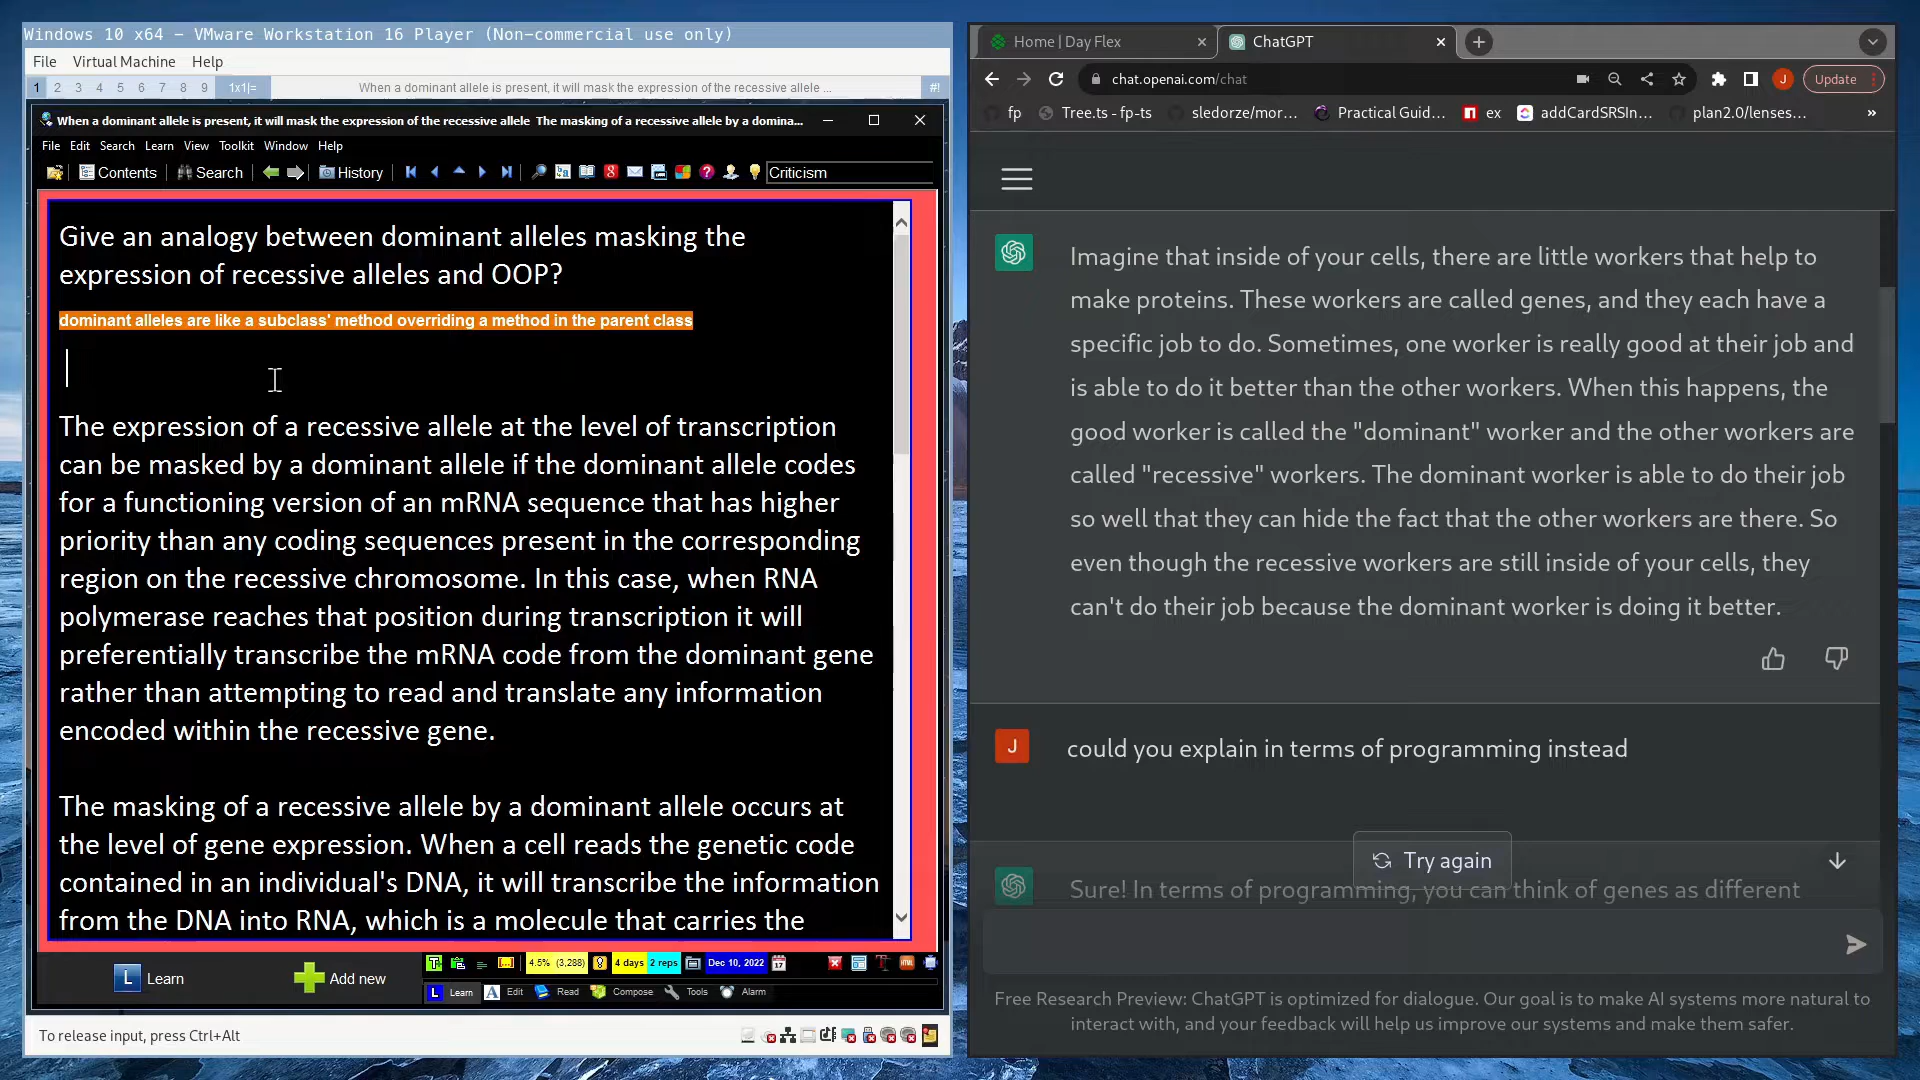 Windows 10 x64 - VMware Workstation 16 Player (Non-commercial use only)
File Virtual Machine Help
1 2 3 4 5 6 7 8 9 1x1|= When a dominant allele is present, it will mask the expression of the recessive allele ... #!
When a dominant allele is present, it will mask the expression of the recessive allele The masking of a recessive allele by a domina...
File Edit Search Learn View Toolkit Window Help
Contents Search History Criticism
Give an analogy between dominant alleles masking the
expression of recessive alleles and OOP?
dominant alleles are like a subclass' method overriding a method in the parent class
The expression of a recessive allele at the level of transcription
can be masked by a dominant allele if the dominant allele codes
for a functioning version of an mRNA sequence that has higher
priority than any coding sequences present in the corresponding
region on the recessive chromosome. In this case, when RNA
polymerase reaches that position during transcription it will
preferentially transcribe the mRNA code from the dominant gene
rather than attempting to read and translate any information
encoded within the recessive gene.
The masking of a recessive allele by a dominant allele occurs at
the level of gene expression. When a cell reads the genetic code
contained in an individual's DNA, it will transcribe the information
from the DNA into RNA, which is a molecule that carries the
L Learn Add new
4.5% (3,288) 4 days 2 reps Dec 10, 2022
L Learn A Edit Read Compose Tools Alarm
To release input, press Ctrl+Alt
Home | Day Flex ChatGPT
chat.openai.com/chat J Update
fp Tree.ts - fp-ts sledorze/mor... Practical Guid... ex addCardSRSIn... plan2.0/lenses... »
Imagine that inside of your cells, there are little workers that help to
make proteins. These workers are called genes, and they each have a
specific job to do. Sometimes, one worker is really good at their job and
is able to do it better than the other workers. When this happens, the
good worker is called the "dominant" worker and the other workers are
called "recessive" workers. The dominant worker is able to do their job
so well that they can hide the fact that the other workers are there. So
even though the recessive workers are still inside of your cells, they
can't do their job because the dominant worker is doing it better.
J could you explain in terms of programming instead
Try again
Sure! In terms of programming, you can think of genes as different
Free Research Preview: ChatGPT is optimized for dialogue. Our goal is to make AI systems more natural to
interact with, and your feedback will help us improve our systems and make them safer.